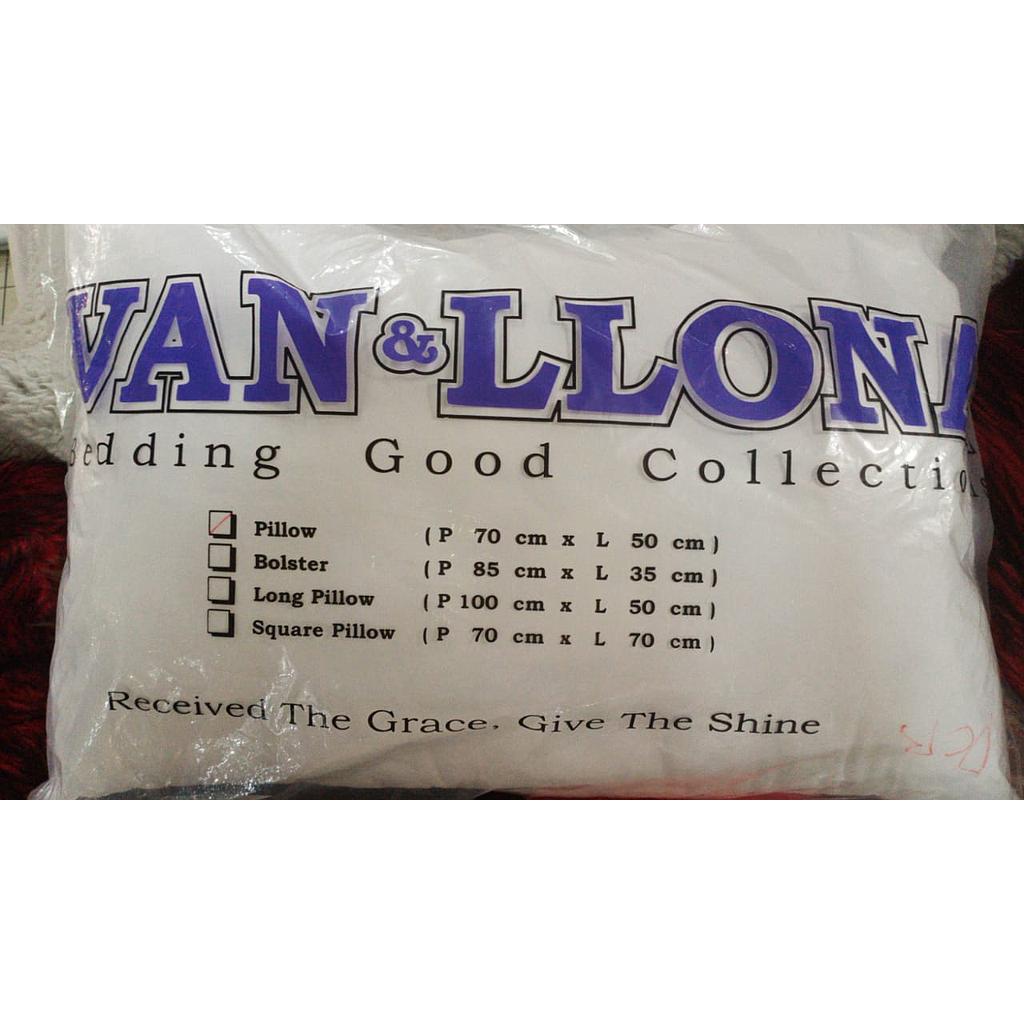 VAN & LLONA
Bedding Good Collection
Pillow ( P 70 cm x L 50 cm )
Bolster ( P 85 cm x L 35 cm )
Long Pillow ( P 100 cm x L 50 cm )
Square Pillow ( P 70 cm x L 70 cm )
Received The Grace, Give The Shine